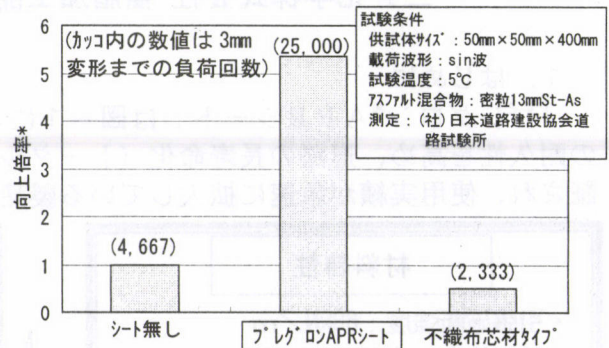 試験条件
供試体ｻｲｽﾞ：50mm×50mm×400mm
載荷波形：sin波
試験温度：5℃
ｱｽﾌｧﾙﾄ混合物：密粒13mmSt-As
測定：(社)日本道路建設協会道
路試験所
(カッコ内の数値は3mm
変形までの負荷回数)
(25,000)
向上倍率*
6
5
4
3
2
1
0
(4,667)
(2,333)
シート無し
ﾌﾟﾚｸﾞﾛﾝAPRシート
不織布芯材ﾀｲﾌﾟ